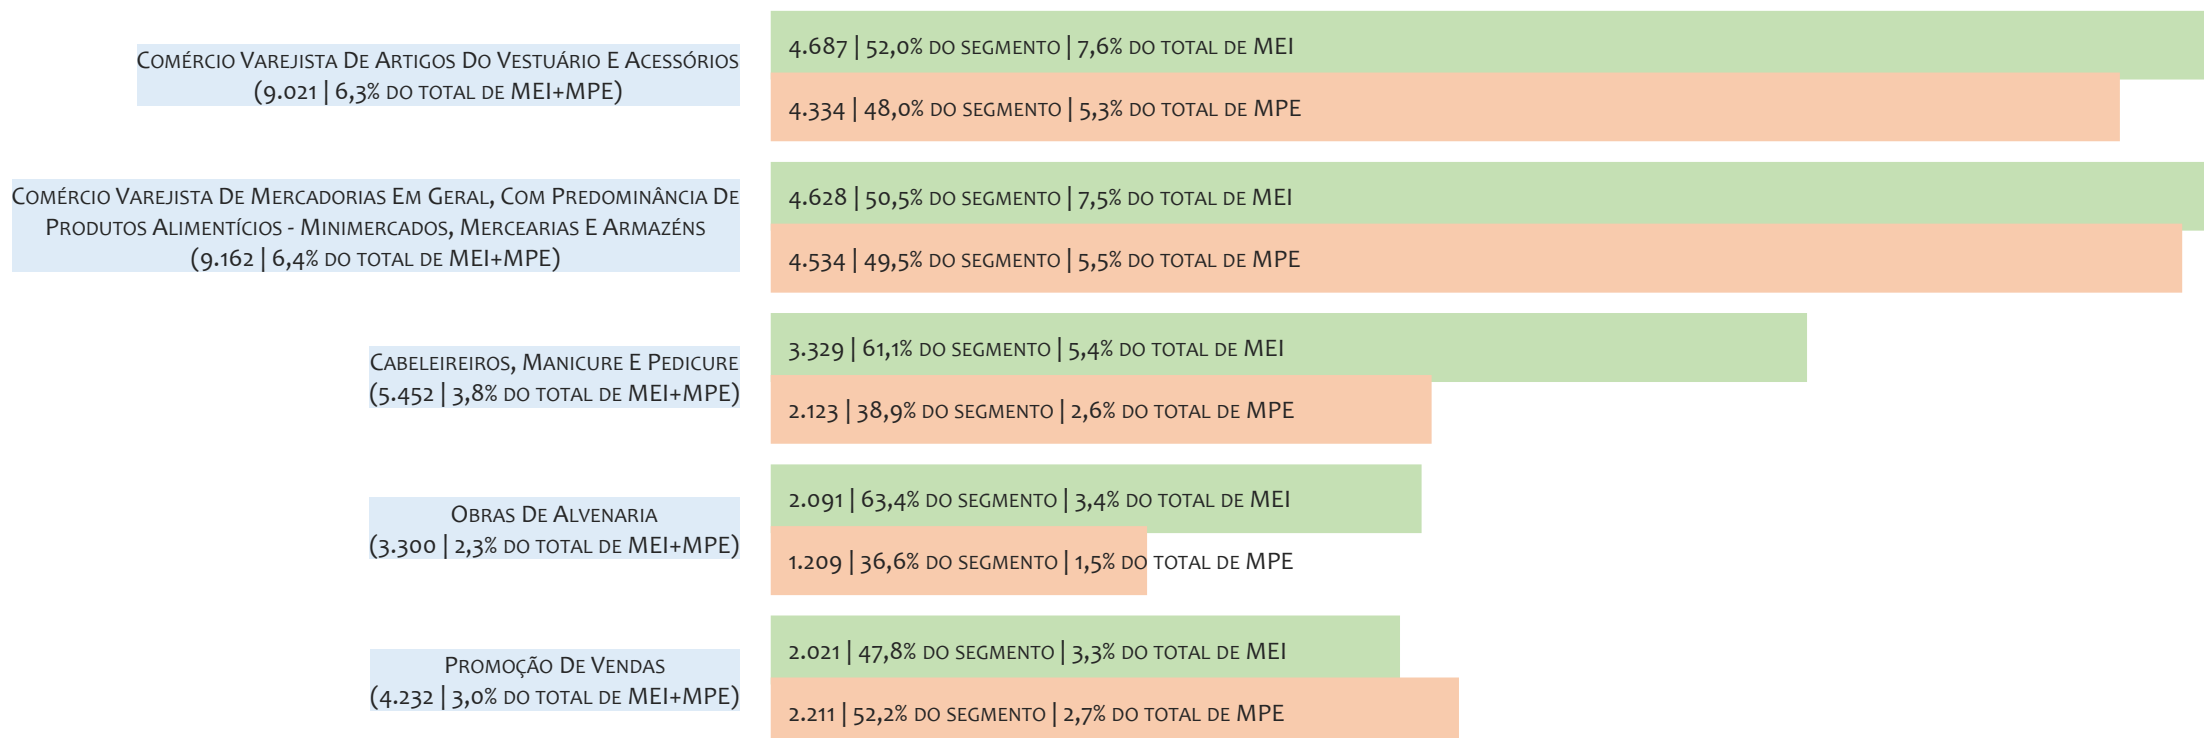 Comércio Varejista De Artigos Do Vestuário E Acessórios
(9.021 | 6,3% do total de MEI+MPE)
4.687 | 52,0% do segmento | 7,6% do total de MEI
4.334 | 48,0% do segmento | 5,3% do total de MPE
Comércio Varejista De Mercadorias Em Geral, Com Predominância De
Produtos Alimentícios - Minimercados, Mercearias E Armazéns
(9.162 | 6,4% do total de MEI+MPE)
4.628 | 50,5% do segmento | 7,5% do total de MEI
4.534 | 49,5% do segmento | 5,5% do total de MPE
Cabeleireiros, Manicure E Pedicure
(5.452 | 3,8% do total de MEI+MPE)
3.329 | 61,1% do segmento | 5,4% do total de MEI
2.123 | 38,9% do segmento | 2,6% do total de MPE
Obras De Alvenaria
(3.300 | 2,3% do total de MEI+MPE)
2.091 | 63,4% do segmento | 3,4% do total de MEI
1.209 | 36,6% do segmento | 1,5% do total de MPE
Promoção De Vendas
(4.232 | 3,0% do total de MEI+MPE)
2.021 | 47,8% do segmento | 3,3% do total de MEI
2.211 | 52,2% do segmento | 2,7% do total de MPE